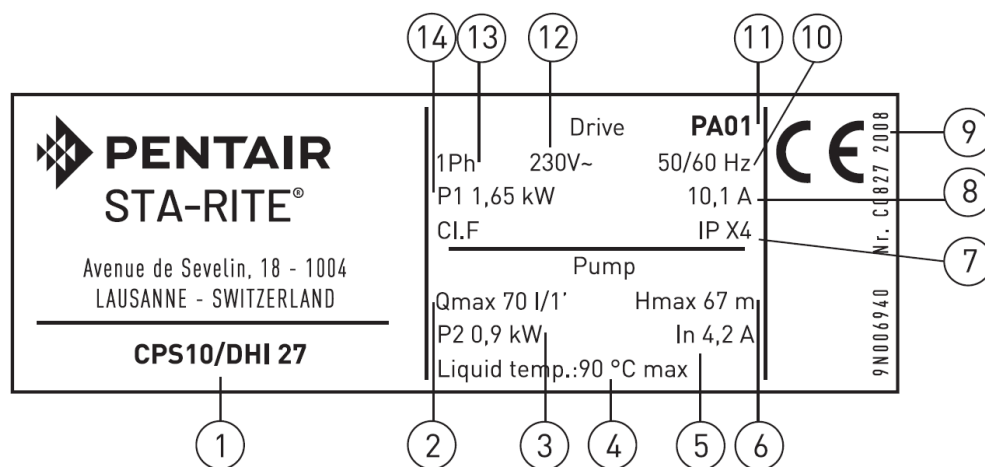 14 13 12 11 10
PENTAIR
STA-RITE®
Avenue de Sevelin, 18 - 1004
LAUSANNE - SWITZERLAND
CPS10/DHI 27
Drive PA01
1Ph 230V~ 50/60 Hz
P1 1,65 kW 10,1 A
CI.F IP X4
Pump
Qmax 70 l/1' Hmax 67 m
P2 0,9 kW In 4,2 A
Liquid temp.:90 °C max
CE
9N006940 Nr. C0827 2008
9
8
7
1 2 3 4 5 6